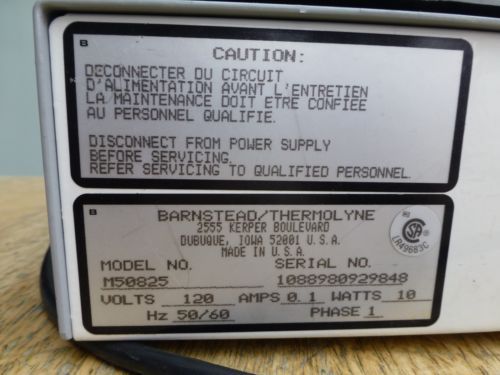 CAUTION:
DECONNECTER DU CIRCUIT
D'ALIMENTATION AVANT L'ENTRETIEN
LA MAINTENANCE DOIT ETRE CONFIEE
AU PERSONNEL QUALIFIE.
DISCONNECT FROM POWER SUPPLY
BEFORE SERVICING.
REFER SERVICING TO QUALIFIED PERSONNEL.
BARNSTEAD/THERMOLYNE
2555 KERPER BOULEVARD
DUBUQUE, IOWA 52001 U.S.A.
MADE IN U.S.A.
SA
LR49683C
MODEL NO. SERIAL NO.
M50825 1088980929848
VOLTS 120 AMPS 0.1 WATTS 10
Hz 50/60 PHASE 1